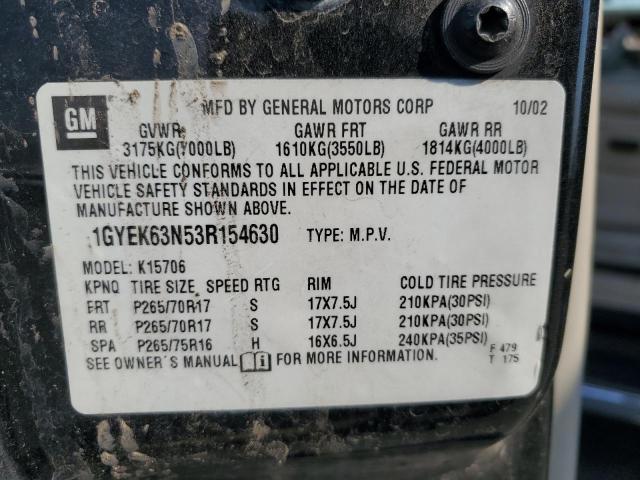 GM
MFD BY GENERAL MOTORS CORP 10/02
GVWR GAWR FRT GAWR RR
3175KG(7000LB) 1610KG(3550LB) 1814KG(4000LB)
THIS VEHICLE CONFORMS TO ALL APPLICABLE U.S. FEDERAL MOTOR
VEHICLE SAFETY STANDARDS IN EFFECT ON THE DATE OF
MANUFACTURE SHOWN ABOVE.
1GYEK63N53R154630 TYPE: M.P.V.
MODEL: K15706
KPNQ TIRE SIZE, SPEED RTG RIM COLD TIRE PRESSURE
FRT P265/70R17 S 17X7.5J 210KPA(30PSI)
RR P265/70R17 S 17X7.5J 210KPA(30PSI)
SPA P265/75R16 H 16X6.5J 240KPA(35PSI)
SEE OWNER'S MANUAL FOR MORE INFORMATION.
F 479
T 175